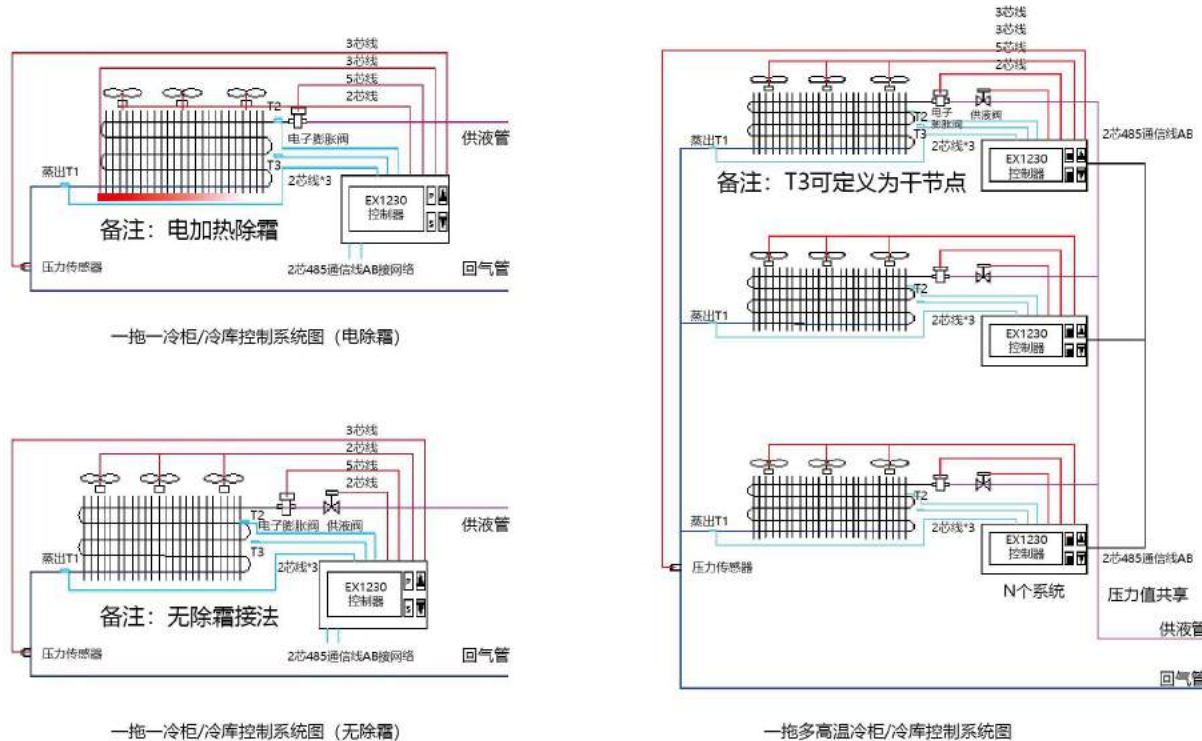 3芯线
3芯线
5芯线
2芯线
T2
供液管
电子膨胀阀
T3
蒸出T1
2芯线*3
EX1230
控制器
P
S
备注：电加热除霜
压力传感器
2芯485通信线AB接网络
回气管
一拖一冷柜/冷库控制系统图（电除霜）
3芯线
2芯线
5芯线
2芯线
T2
供液管
电子膨胀阀 供液阀
T3
蒸出T1
2芯线*3
EX1230
控制器
P
S
备注：无除霜接法
压力传感器
2芯485通信线AB接网络
回气管
一拖一冷柜/冷库控制系统图（无除霜）
3芯线
3芯线
5芯线
2芯线
电子
膨胀阀
供液阀
T2
T3
2芯485通信线AB
蒸出T1
2芯线*3
EX1230
控制器
备注：T3可定义为干节点
T2
蒸出T1
2芯线*3
EX1230
控制器
T2
蒸出T1
2芯线*3
EX1230
控制器
2芯485通信线AB
压力传感器
N个系统
压力值共享
供液管
回气管
一拖多高温冷柜/冷库控制系统图